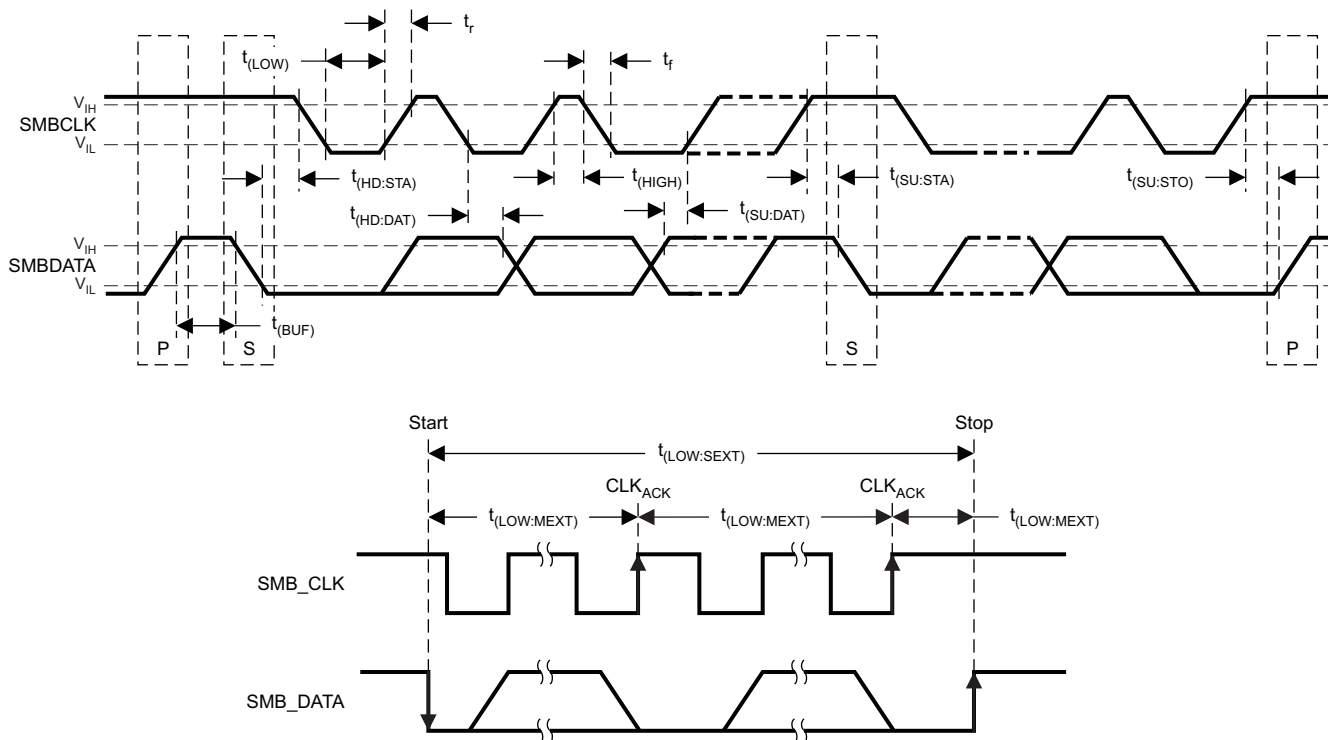 t(LOW)
tr
tf
VIH
SMBCLK
VIL
t(HD:STA)
t(HIGH)
t(SU:STA)
t(SU:STO)
t(HD:DAT)
t(SU:DAT)
VIH
SMBDATA
VIL
t(BUF)
P
S
S
P
Start
Stop
t(LOW:SEXT)
CLKACK
CLKACK
t(LOW:MEXT)
t(LOW:MEXT)
t(LOW:MEXT)
SMB_CLK
SMB_DATA